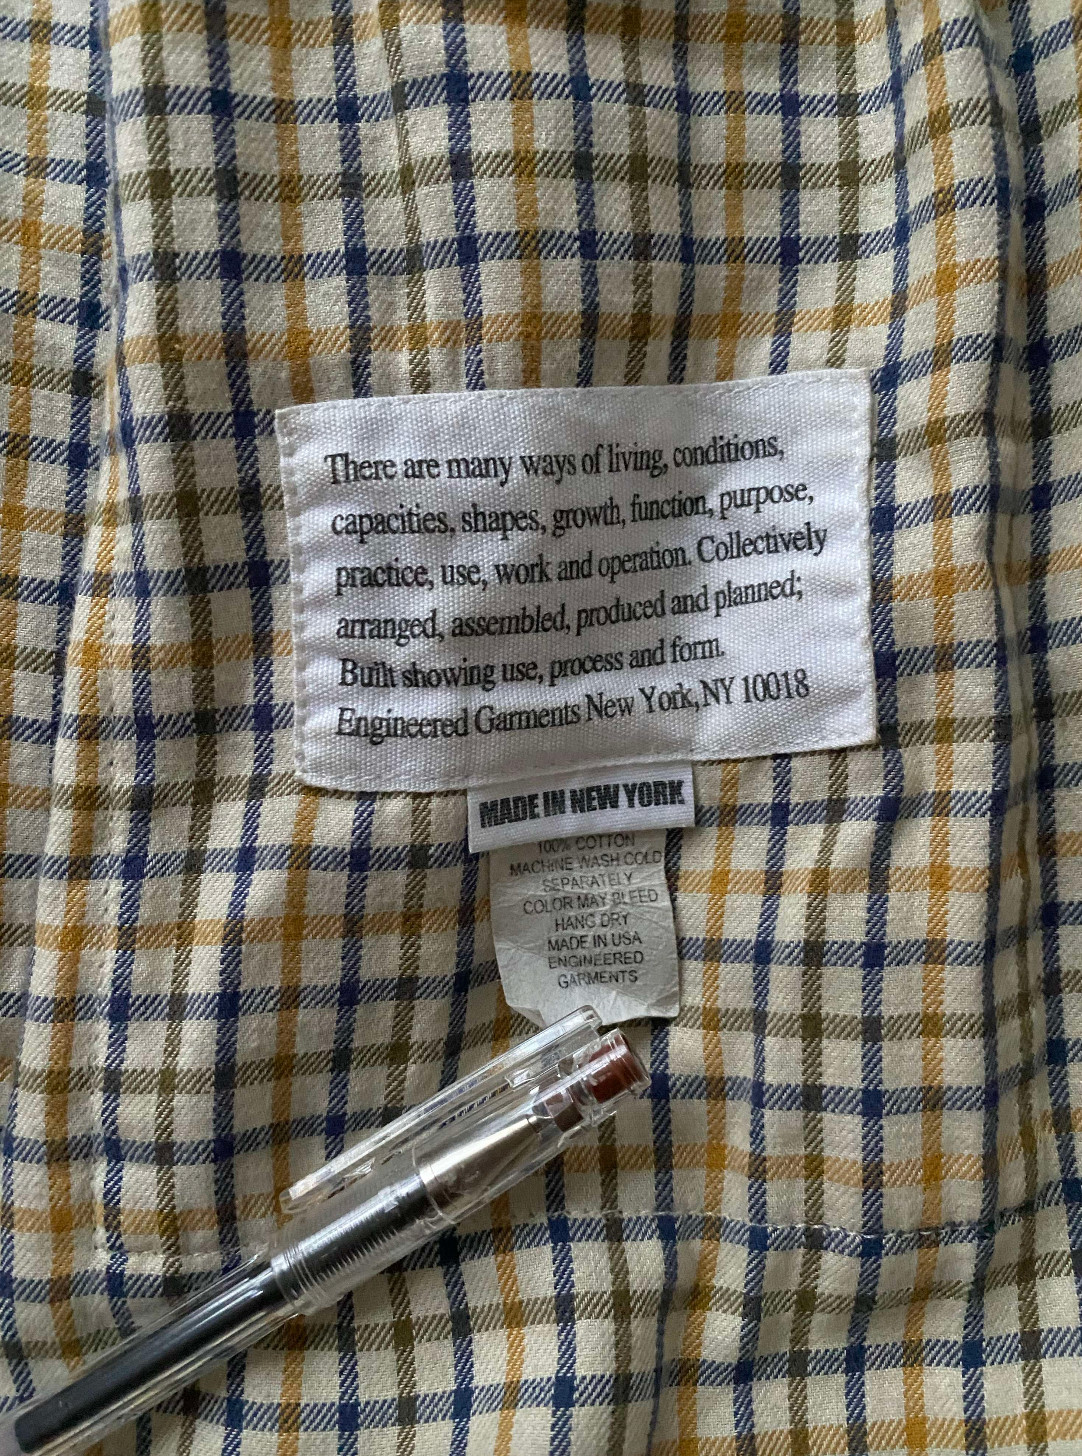 There are many ways of living, conditions,
capacities, shapes, growth, function, purpose,
practice, use, work and operation. Collectively
arranged, assembled, produced and planned;
Built showing use, process and form.
Engineered Garments New York, NY 10018
MADE IN NEW YORK
100% COTTON
MACHINE WASH COLD
SEPARATELY
COLOR MAY BLEED
HANG DRY
MADE IN USA
ENGINEERED
GARMENTS